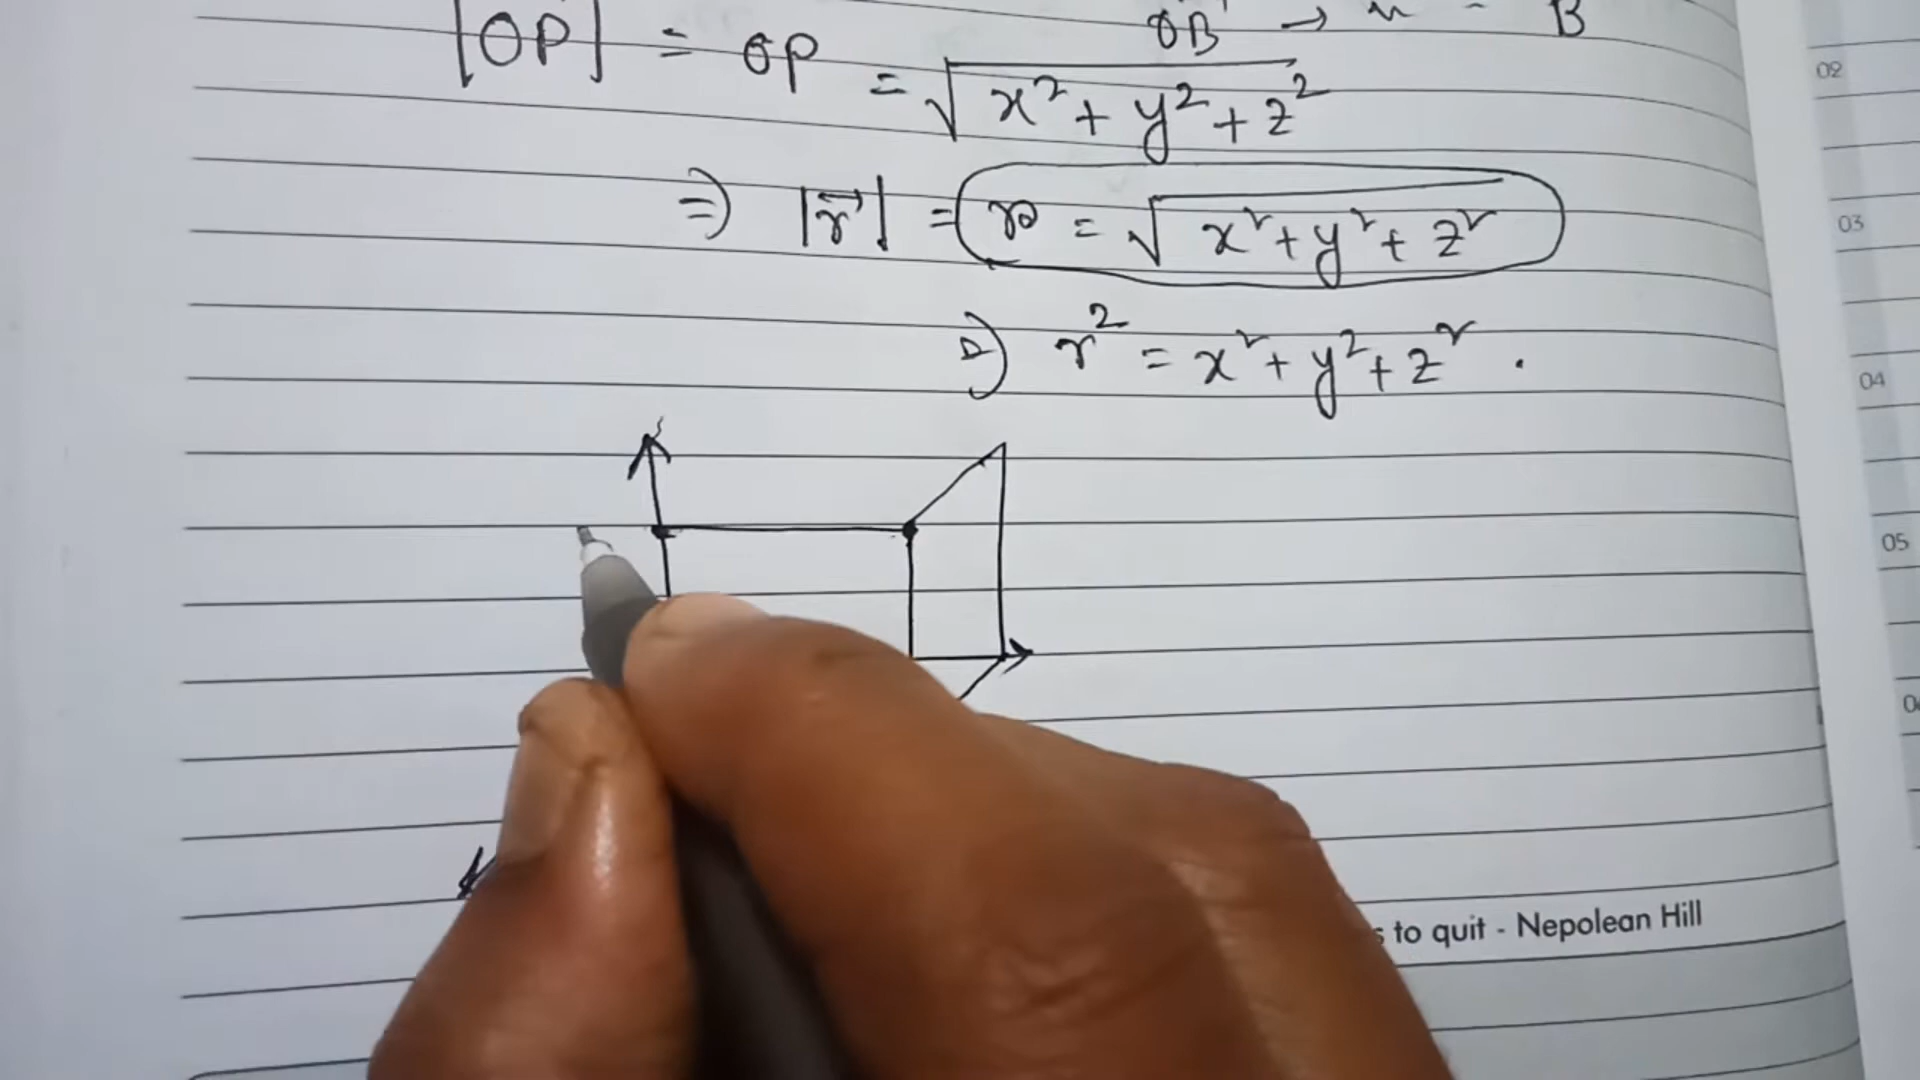 |OP| = OP = √x² + y² + z²
OB → B
⇒ |r⃗| = r = √x² + y² + z²
⇒ r² = x² + y² + z² .
s to quit - Nepolean Hill
02
03
04
05